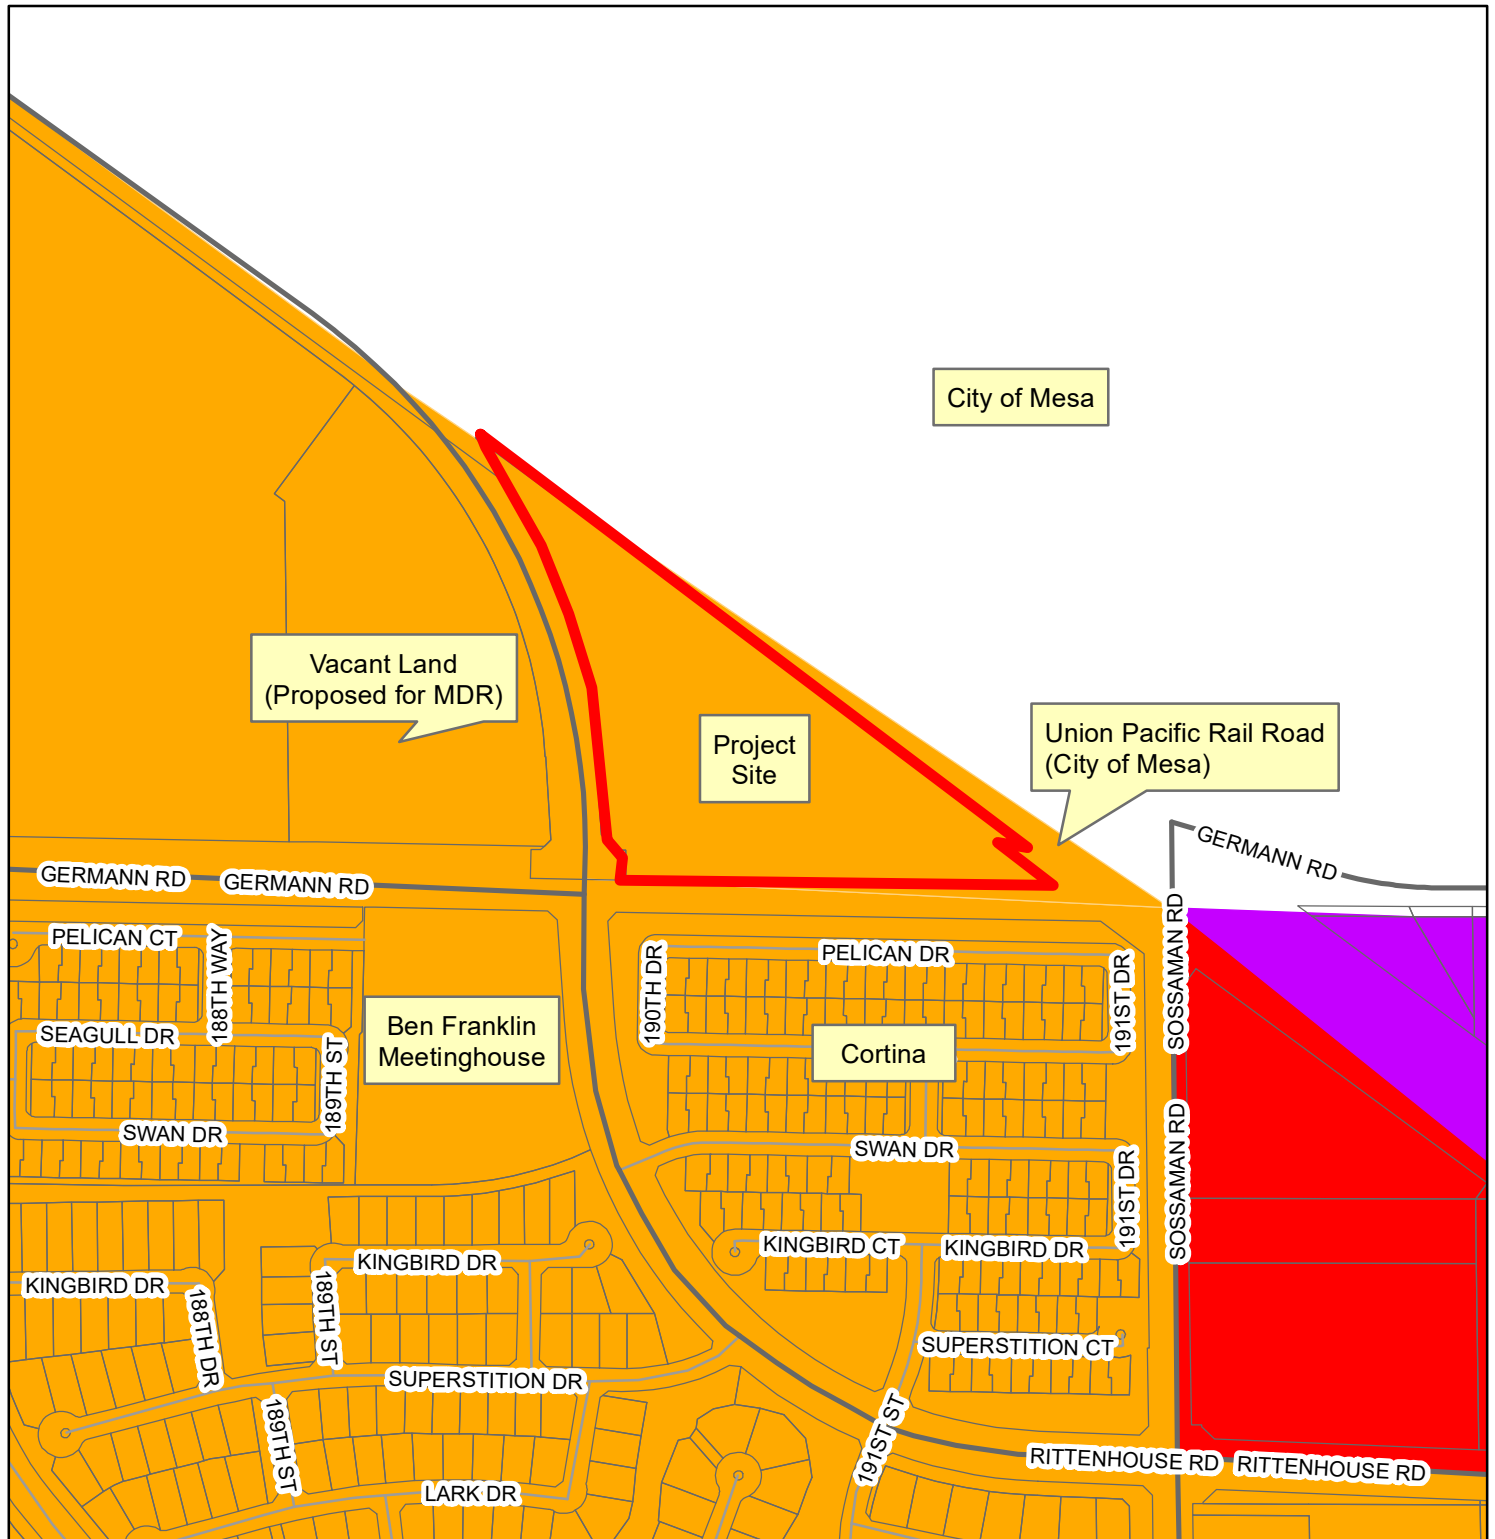 City of Mesa
Vacant Land
(Proposed for MDR)
Project
Site
Union Pacific Rail Road
(City of Mesa)
GERMANN RD
GERMANN RD
GERMANN RD
PELICAN CT
188TH WAY
190TH DR
PELICAN DR
191ST DR
SOSSAMAN RD
Ben Franklin
Meetinghouse
SEAGULL DR
189TH ST
Cortina
SWAN DR
SWAN DR
191ST DR
SOSSAMAN RD
KINGBIRD DR
KINGBIRD CT
KINGBIRD DR
KINGBIRD DR
188TH DR
189TH ST
SUPERSTITION CT
SUPERSTITION DR
189TH ST
191ST ST
RITTENHOUSE RD
RITTENHOUSE RD
LARK DR